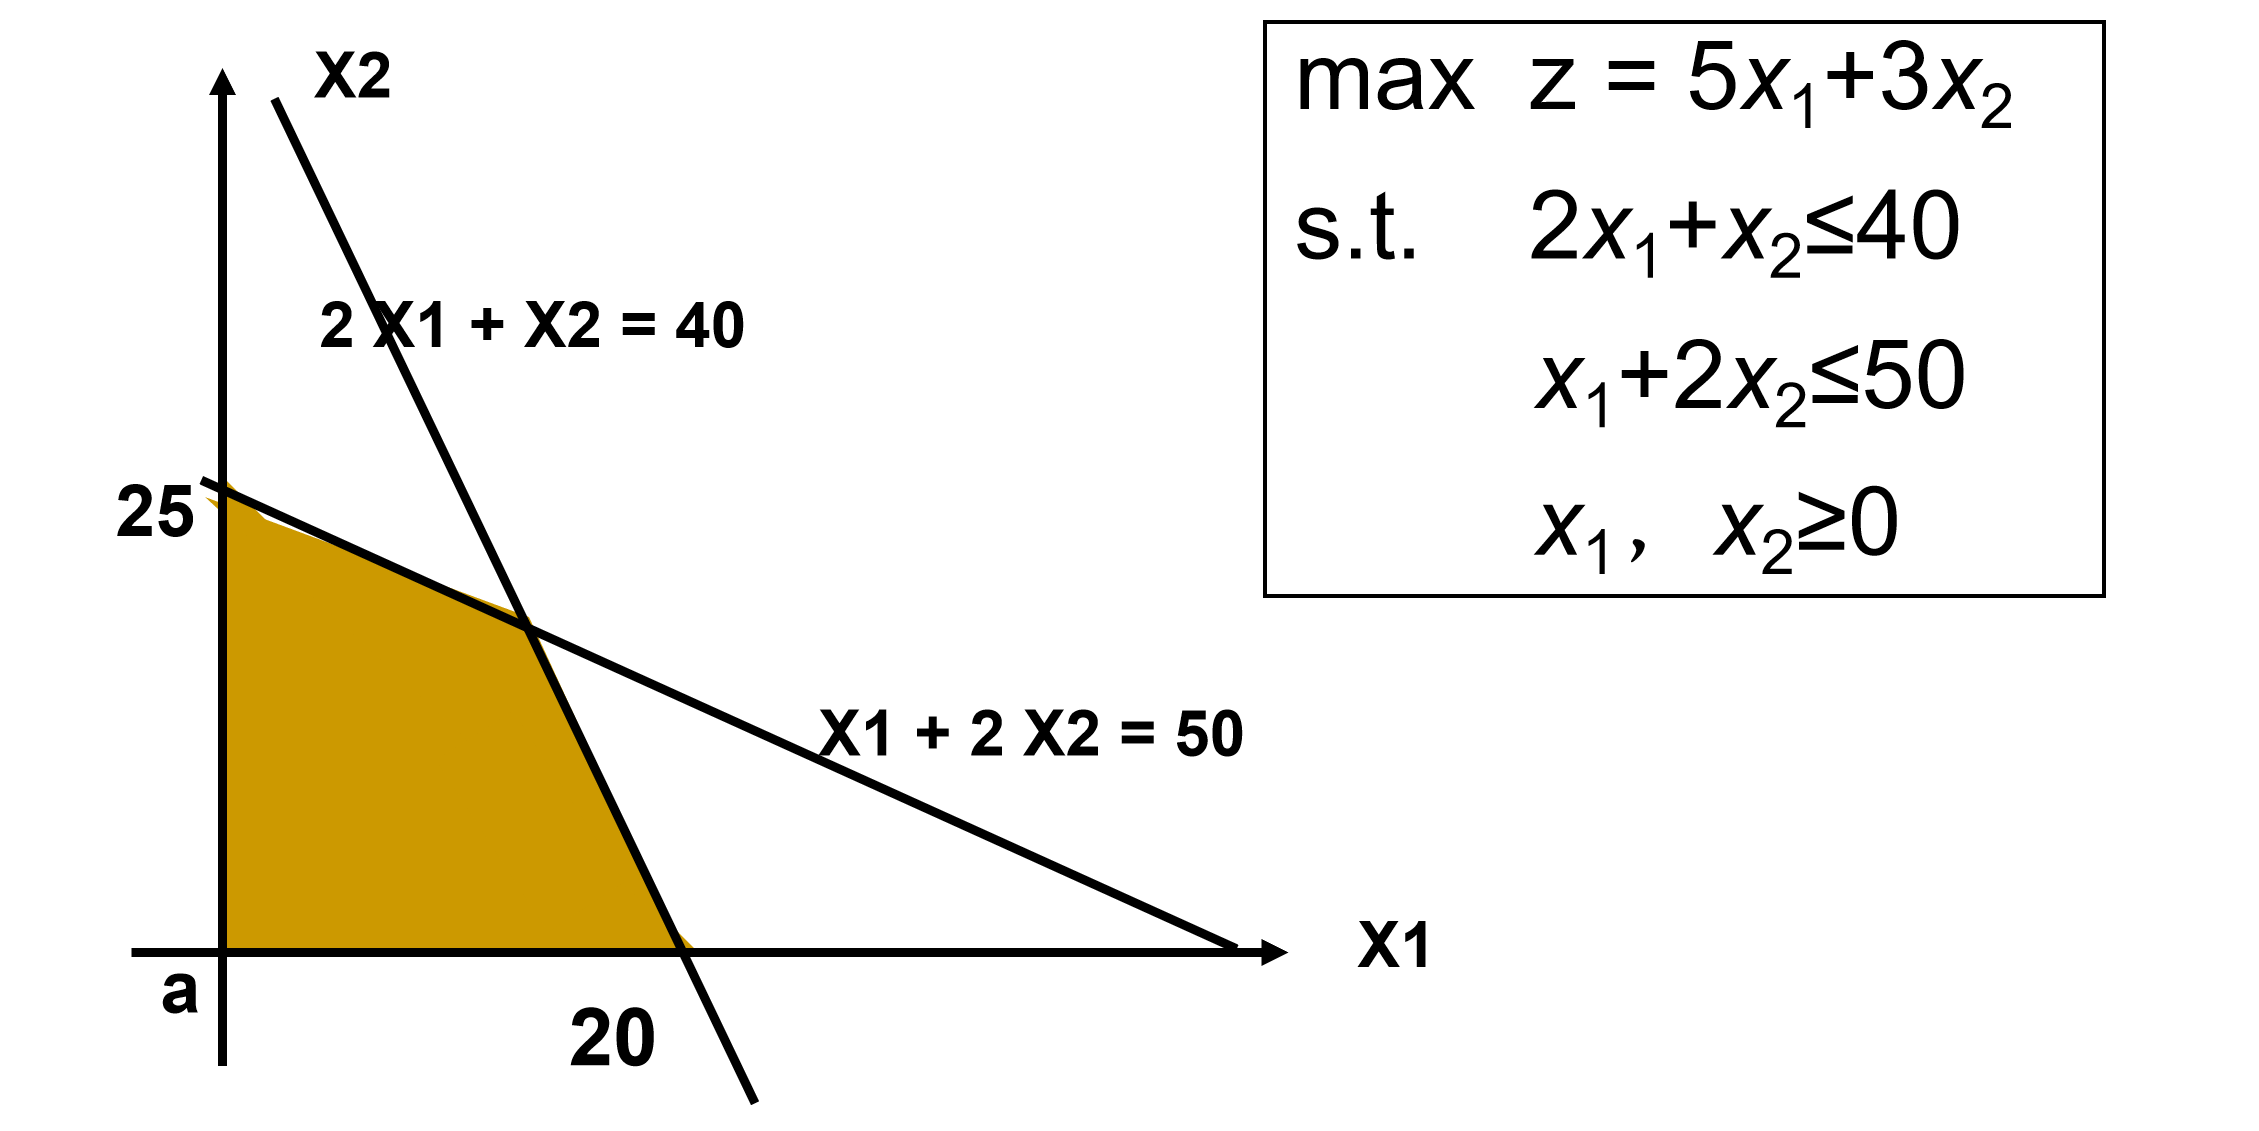 X2
2 X1 + X2 = 40
25
X1 + 2 X2 = 50
X1
a
20
max z = 5x₁+3x₂
s.t. 2x₁+x₂≤40
x₁+2x₂≤50
x₁， x₂≥0